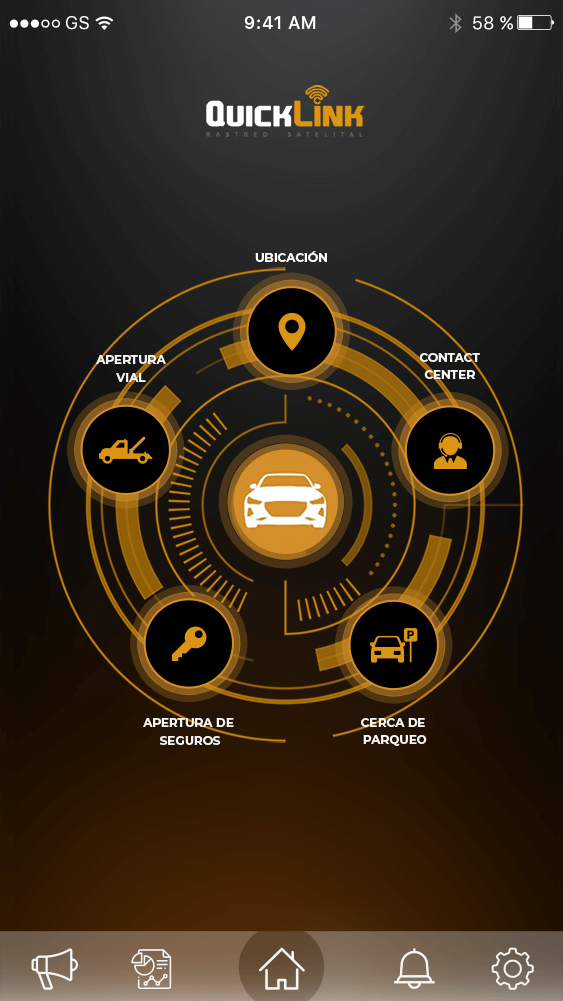 GS 9:41 AM 58 %
QUICKLINK
RASTREO SATELITAL
UBICACIÓN
APERTURA
VIAL
CONTACT
CENTER
P
APERTURA DE
SEGUROS
CERCA DE
PARQUEO